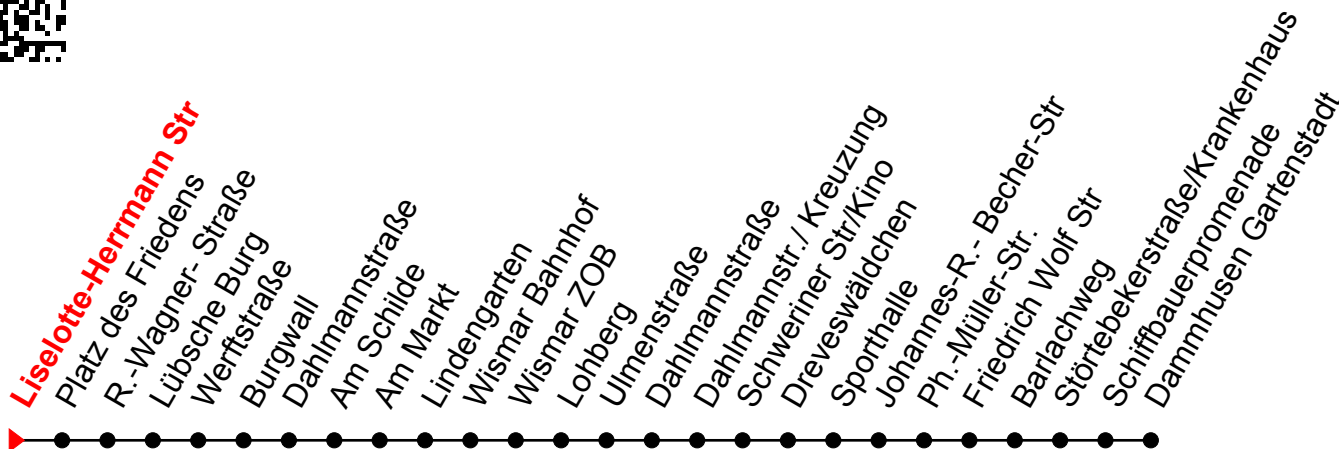 Liselotte-Herrmann Str
Platz des Friedens
R.-Wagner- Straße
Lübsche Burg
Werftstraße
Burgwall
Dahlmannstraße
Am Schilde
Am Markt
Lindengarten
Wismar Bahnhof
Wismar ZOB
Lohberg
Ulmenstraße
Dahlmannstraße
Dahlmannstr./ Kreuzung
Schweriner Str/Kino
Dreveswäldchen
Sporthalle
Johannes-R.- Becher-Str
Ph.-Müller-Str.
Friedrich Wolf Str
Barlachweg
Störtebekerstraße/Krankenhaus
Schiffbauerpromenade
Dammhusen Gartenstadt